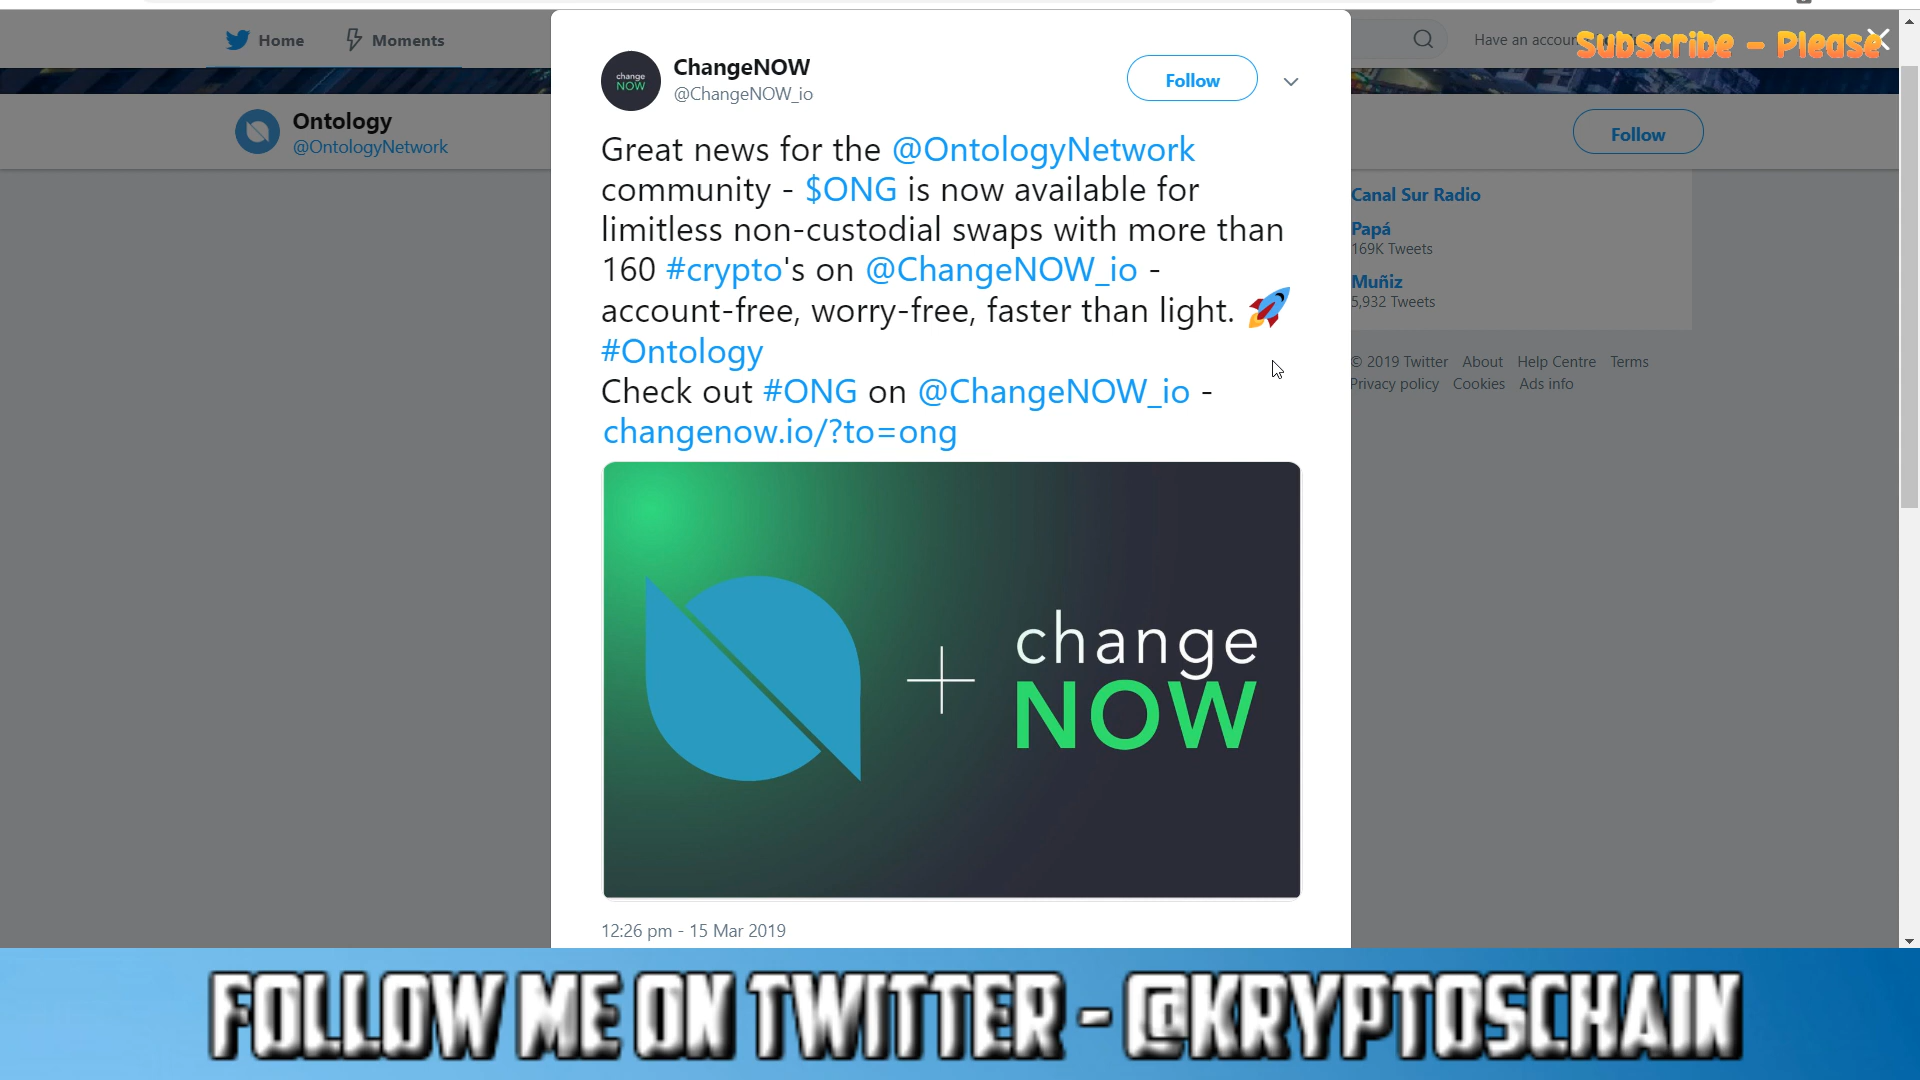 Home
Moments
Have an accoun
Subscribe - Please
Ontology
@OntologyNetwork
Follow
ChangeNOW
@ChangeNOW_io
Follow
change
NOW
Great news for the @OntologyNetwork
community - $ONG is now available for
limitless non-custodial swaps with more than
160 #crypto's on @ChangeNOW_io -
account-free, worry-free, faster than light. 🚀
#Ontology
Check out #ONG on @ChangeNOW_io -
changenow.io/?to=ong
change
NOW
12:26 pm - 15 Mar 2019
Canal Sur Radio
Papá
169K Tweets
Muñiz
5,932 Tweets
© 2019 Twitter About Help Centre Terms
Privacy policy Cookies Ads info
FOLLOW ME ON TWITTER - @KRYPTOSCHAIN